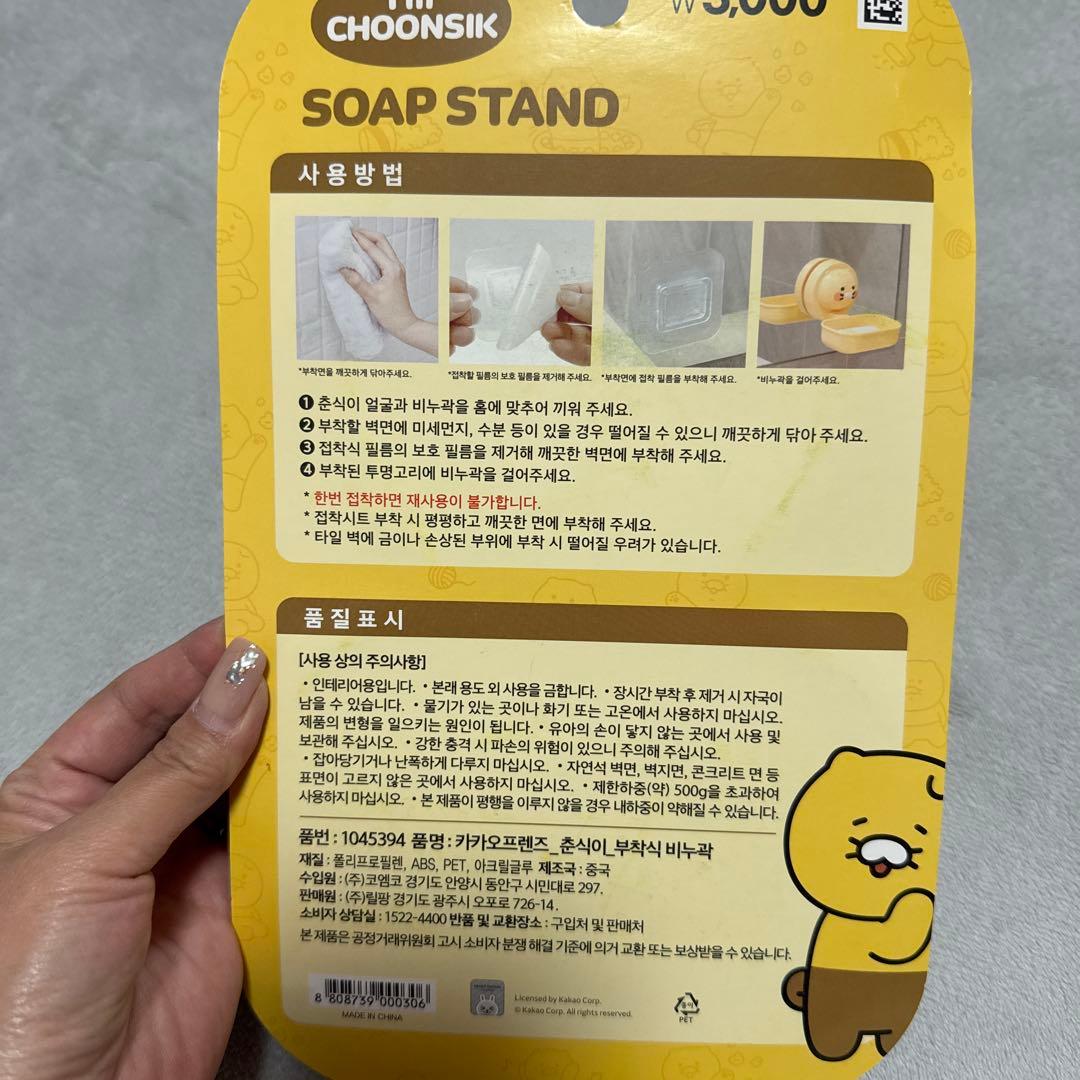 CHOONSIK
₩3,000
SOAP STAND
사용방법
*부착면을 깨끗하게 닦아주세요.
*접착할 필름의 보호 필름을 제거해 주세요.
*부착면에 접착 필름을 부착해 주세요.
*비누곽을 걸어주세요.
❶ 춘식이 얼굴과 비누곽을 홈에 맞추어 끼워 주세요.
❷ 부착할 벽면에 미세먼지, 수분 등이 있을 경우 떨어질 수 있으니 깨끗하게 닦아 주세요.
❸ 접착식 필름의 보호 필름을 제거해 깨끗한 벽면에 부착해 주세요.
❹ 부착된 투명고리에 비누곽을 걸어주세요.
* 한번 접착하면 재사용이 불가합니다.
* 접착시트 부착 시 평평하고 깨끗한 면에 부착해 주세요.
* 타일 벽에 금이나 손상된 부위에 부착 시 떨어질 우려가 있습니다.
품질표시
[사용 상의 주의사항]
• 인테리어용입니다. • 본래 용도 외 사용을 금합니다. • 장시간 부착 후 제거 시 자국이
남을 수 있습니다. • 물기가 있는 곳이나 화기 또는 고온에서 사용하지 마십시오.
제품의 변형을 일으키는 원인이 됩니다. • 유아의 손이 닿지 않는 곳에서 사용 및
보관해 주십시오. • 강한 충격 시 파손의 위험이 있으니 주의해 주십시오.
• 잡아당기거나 난폭하게 다루지 마십시오. • 자연석 벽면, 벽지면, 콘크리트 면 등
표면이 고르지 않은 곳에서 사용하지 마십시오. • 제한하중(약) 500g을 초과하여
사용하지 마십시오. • 본 제품이 평행을 이루지 않을 경우 내하중이 약해질 수 있습니다.
품번 : 1045394 품명 : 카카오프렌즈_춘식이_부착식 비누곽
재질 : 폴리프로필렌, ABS, PET, 아크릴글루 제조국 : 중국
수입원 : (주)코엠코 경기도 안양시 동안구 시민대로 297.
판매원 : (주)릴팡 경기도 광주시 오포로 726-14.
소비자 상담실 : 1522-4400 반품 및 교환장소 : 구입처 및 판매처
본 제품은 공정거래위원회 고시 소비자 분쟁 해결 기준에 의거 교환 또는 보상받을 수 있습니다.
8 808739 000306
MADE IN CHINA
Licensed by Kakao Corp.
© Kakao Corp. All rights reserved.
PET